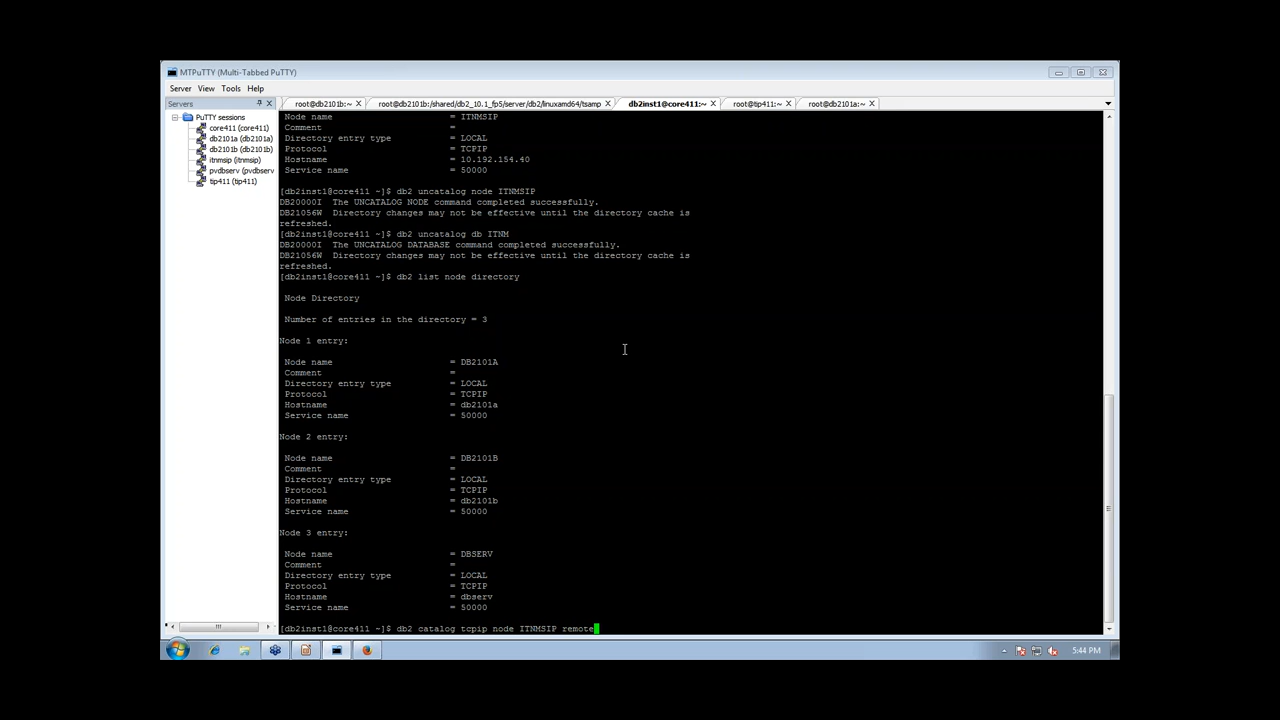 MTPuTTY (Multi-Tabbed PuTTY)
Server View Tools Help
Servers
PuTTY sessions
core411 (core411)
db2101a (db2101a)
db2101b (db2101b)
itnmsip (itnmsip)
pvdbserv (pvdbserv
tip411 (tip411)
root@db2101b:~ root@db2101b:/shared/db2_10.1_fp5/server/db2/linuxamd64/tsamp db2inst1@core411:~ root@tip411:~ root@db2101a:~
Node name = ITNMSIP
Comment =
Directory entry type = LOCAL
Protocol = TCPIP
Hostname = 10.192.154.40
Service name = 50000
[db2inst1@core411 ~]$ db2 uncatalog node ITNMSIP
DB20000I The UNCATALOG NODE command completed successfully.
DB21056W Directory changes may not be effective until the directory cache is
refreshed.
[db2inst1@core411 ~]$ db2 uncatalog db ITNM
DB20000I The UNCATALOG DATABASE command completed successfully.
DB21056W Directory changes may not be effective until the directory cache is
refreshed.
[db2inst1@core411 ~]$ db2 list node directory
Node Directory
Number of entries in the directory = 3
Node 1 entry:
Node name = DB2101A
Comment =
Directory entry type = LOCAL
Protocol = TCPIP
Hostname = db2101a
Service name = 50000
Node 2 entry:
Node name = DB2101B
Comment =
Directory entry type = LOCAL
Protocol = TCPIP
Hostname = db2101b
Service name = 50000
Node 3 entry:
Node name = DBSERV
Comment =
Directory entry type = LOCAL
Protocol = TCPIP
Hostname = dbserv
Service name = 50000
[db2inst1@core411 ~]$ db2 catalog tcpip node ITNMSIP remote
5:44 PM